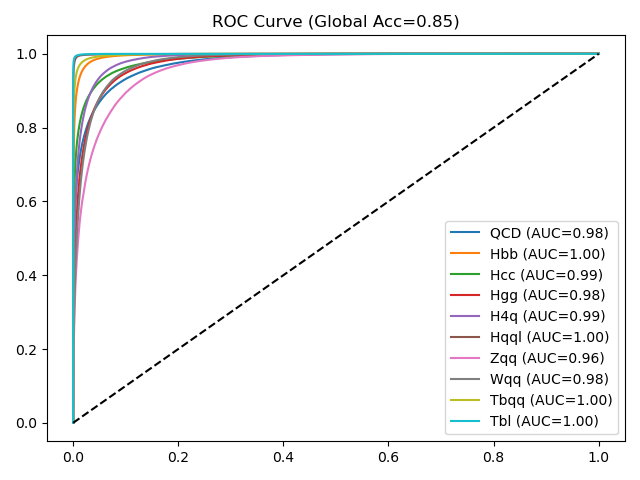 ROC Curve (Global Acc=0.85)
1.0
0.8
0.6
0.4
0.2
0.0
QCD (AUC=0.98)
Hbb (AUC=1.00)
Hcc (AUC=0.99)
Hgg (AUC=0.98)
H4q (AUC=0.99)
Hqql (AUC=1.00)
Zqq (AUC=0.96)
Wqq (AUC=0.98)
Tbqq (AUC=1.00)
Tbl (AUC=1.00)
0.0 0.2 0.4 0.6 0.8 1.0